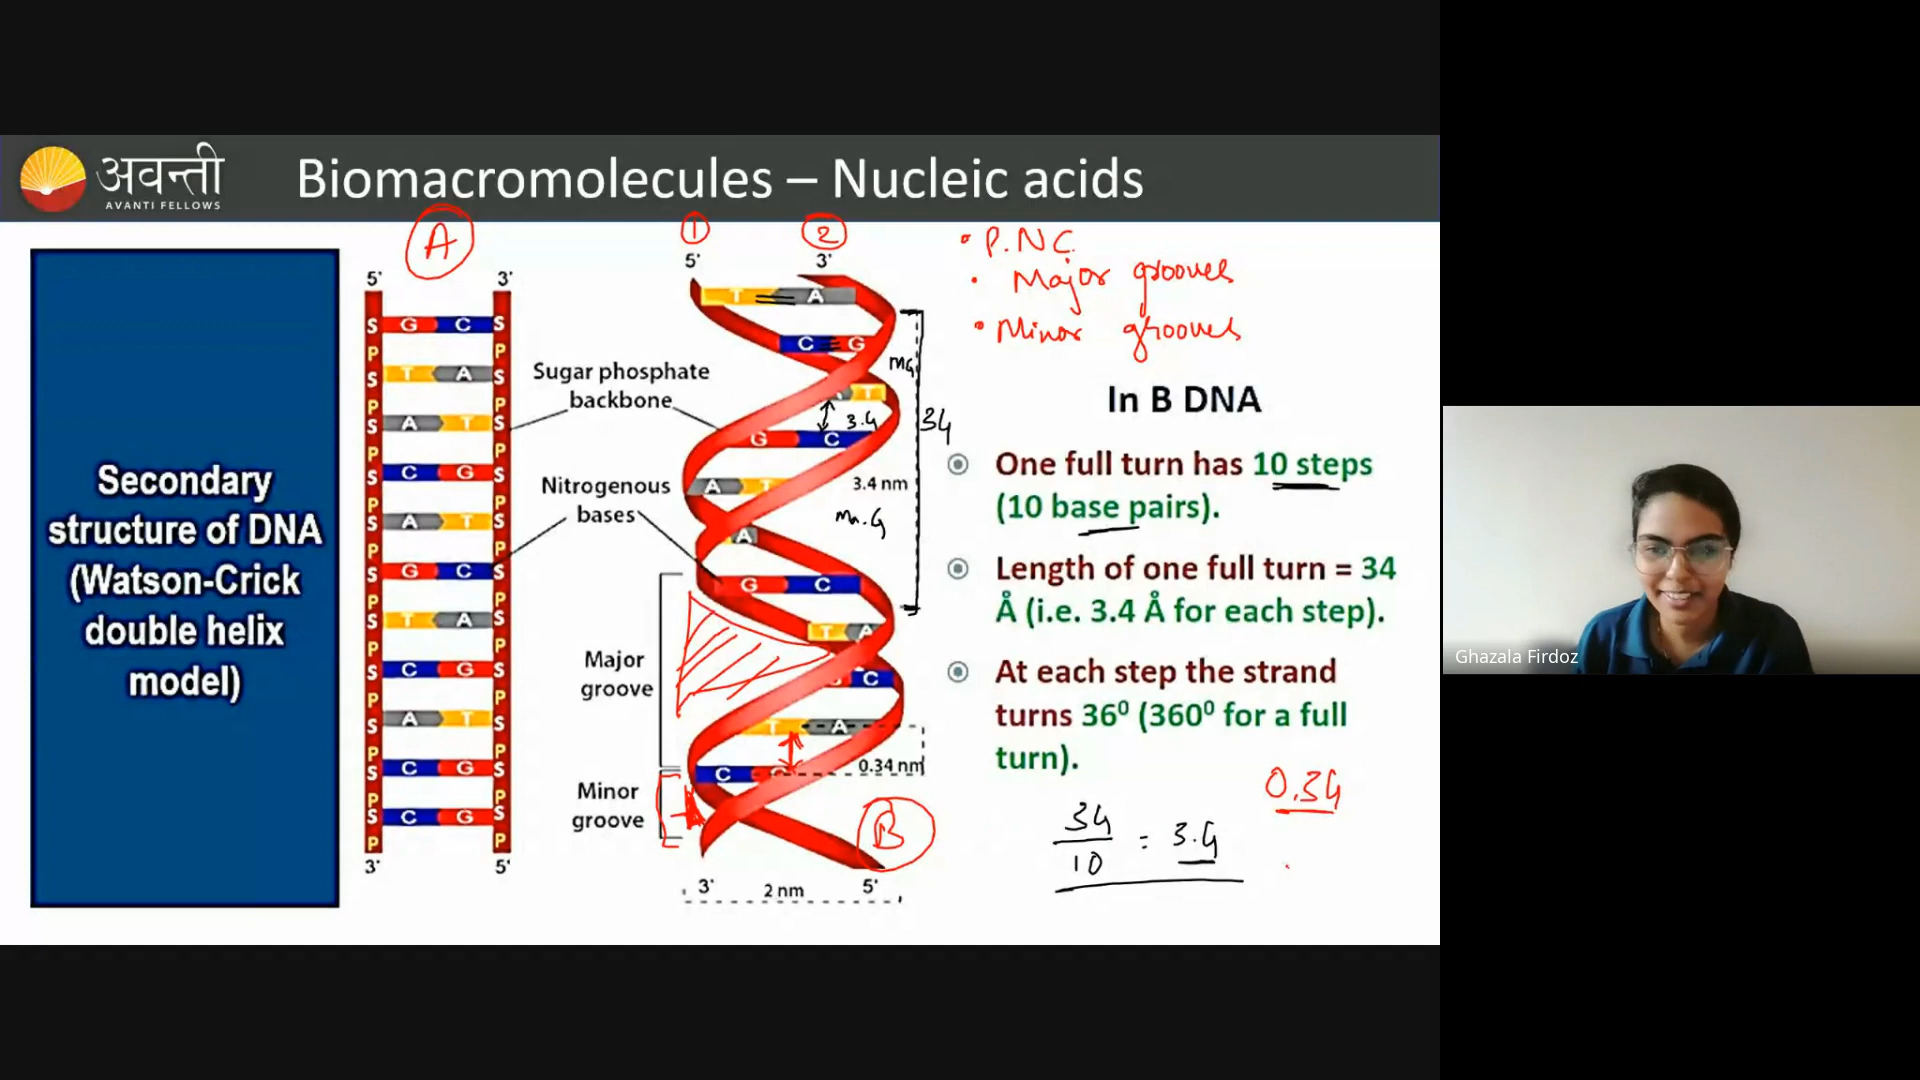 अवन्ती
AVANTI FELLOWS
Biomacromolecules – Nucleic acids
Secondary
structure of DNA
(Watson-Crick
double helix
model)
A
5' 3'
S G C S
P P
S T A S
P P
S A T S
P P
S C G S
P P
S A T S
P P
S G C S
P P
S T A S
P P
S C G S
P P
S A T S
P P
S C G S
P P
S C G S
P P
3' 5'
Sugar phosphate
backbone
Nitrogenous
bases
Major
groove
Minor
groove
1 2
5' 3'
T A
C G
T
G C
A T
A
G C
T A
C
T A
C
mG
3.4
34
3.4 nm
Mn.G
0.34 nm
B
3' 2 nm 5'
• P.N C.
• Major grooves
• Minor grooves
In B DNA
One full turn has 10 steps
(10 base pairs).
Length of one full turn = 34
Å (i.e. 3.4 Å for each step).
At each step the strand
turns 36⁰ (360⁰ for a full
turn).
0.34
34
10 = 3.4
Ghazala Firdoz